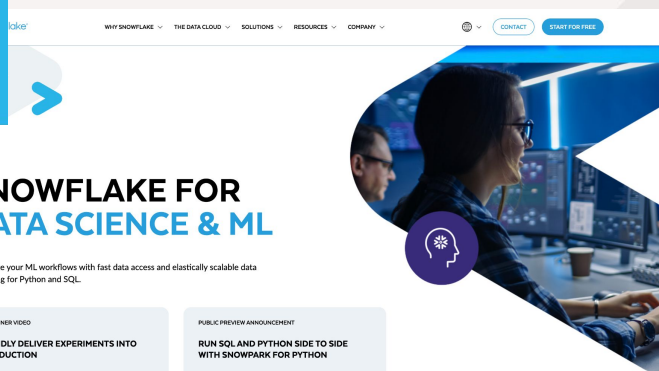 lake
WHY SNOWFLAKE
THE DATA CLOUD
SOLUTIONS
RESOURCES
COMPANY
CONTACT
START FOR FREE
NOWFLAKE FOR
ATA SCIENCE & ML
e your ML workflows with fast data access and elastically scalable data
g for Python and SQL.
NER VIDEO
DLY DELIVER EXPERIMENTS INTO
DUCTION
PUBLIC PREVIEW ANNOUNCEMENT
RUN SQL AND PYTHON SIDE TO SIDE
WITH SNOWPARK FOR PYTHON